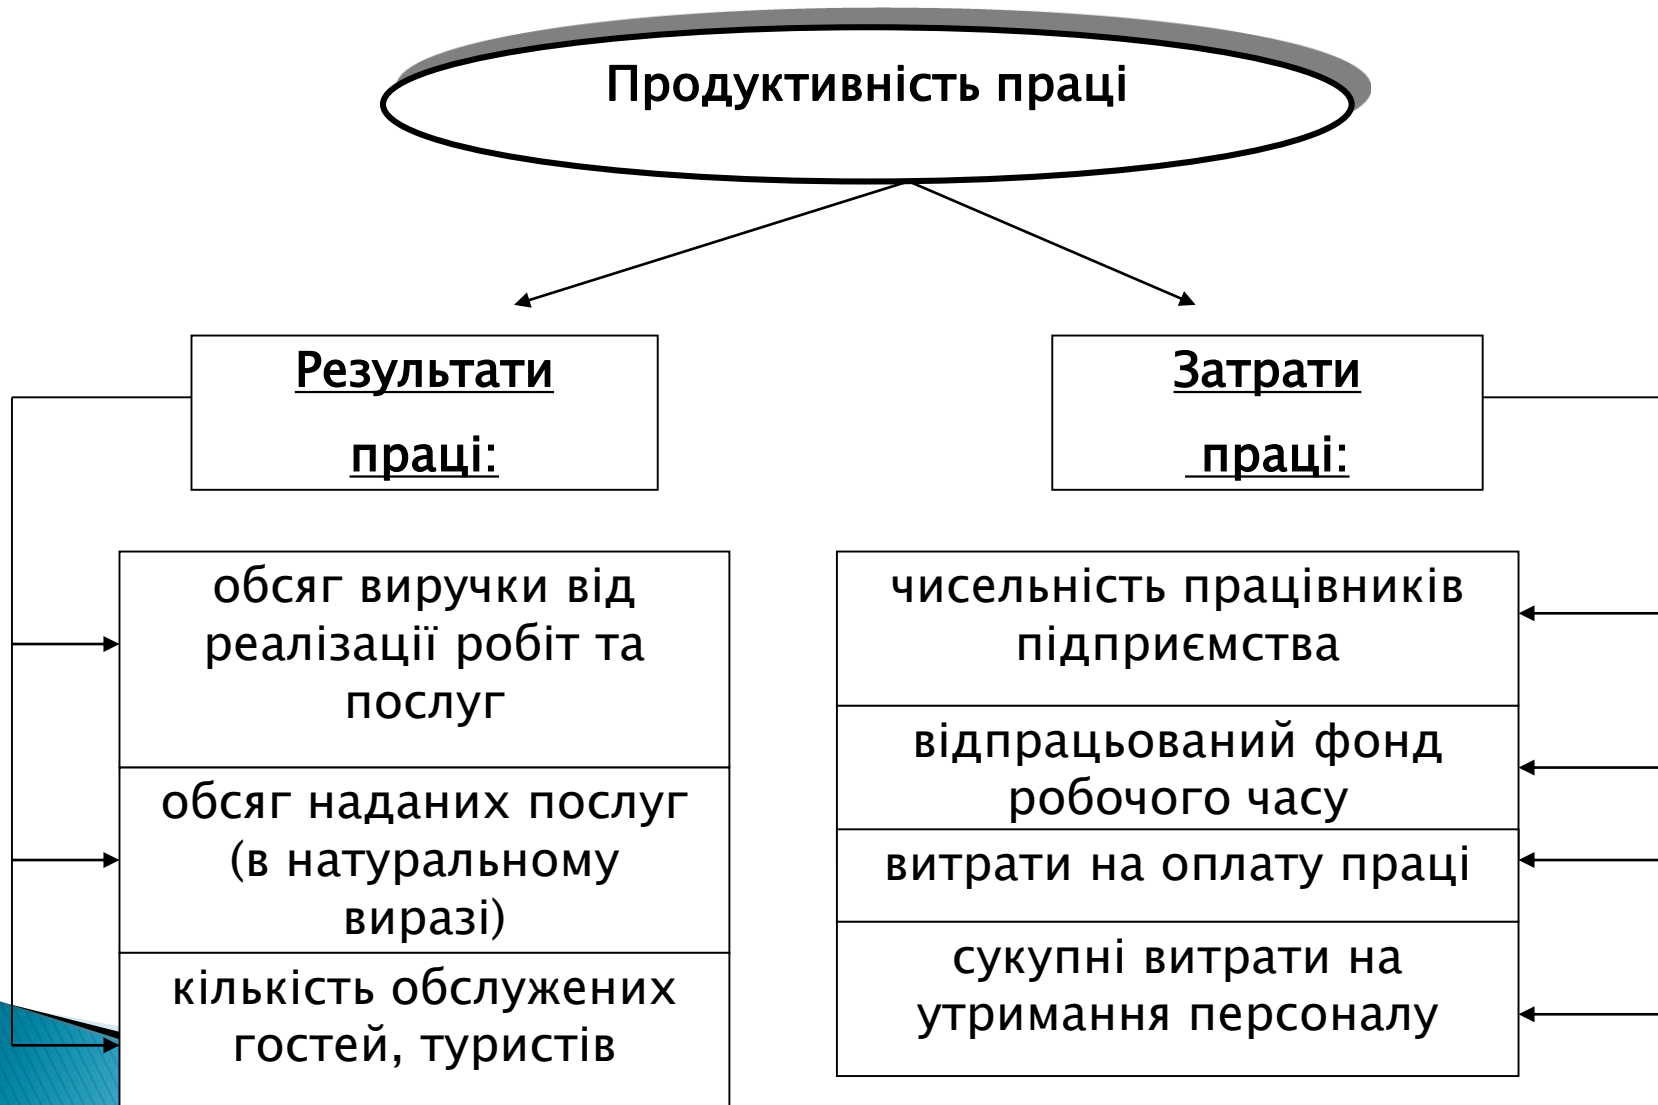 Продуктивність праці
Результати
праці:
обсяг виручки від
реалізації робіт та
послуг
обсяг наданих послуг
(в натуральному
виразі)
кількість обслужених
гостей, туристів
Затрати
праці:
чисельність працівників
підприємства
відпрацьований фонд
робочого часу
витрати на оплату праці
сукупні витрати на
утримання персоналу